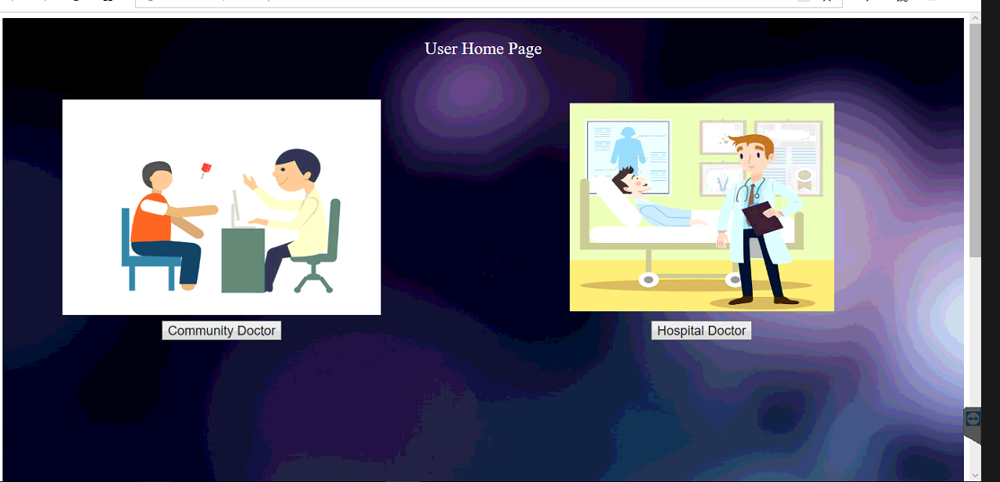 User Home Page
Community Doctor
Hospital Doctor